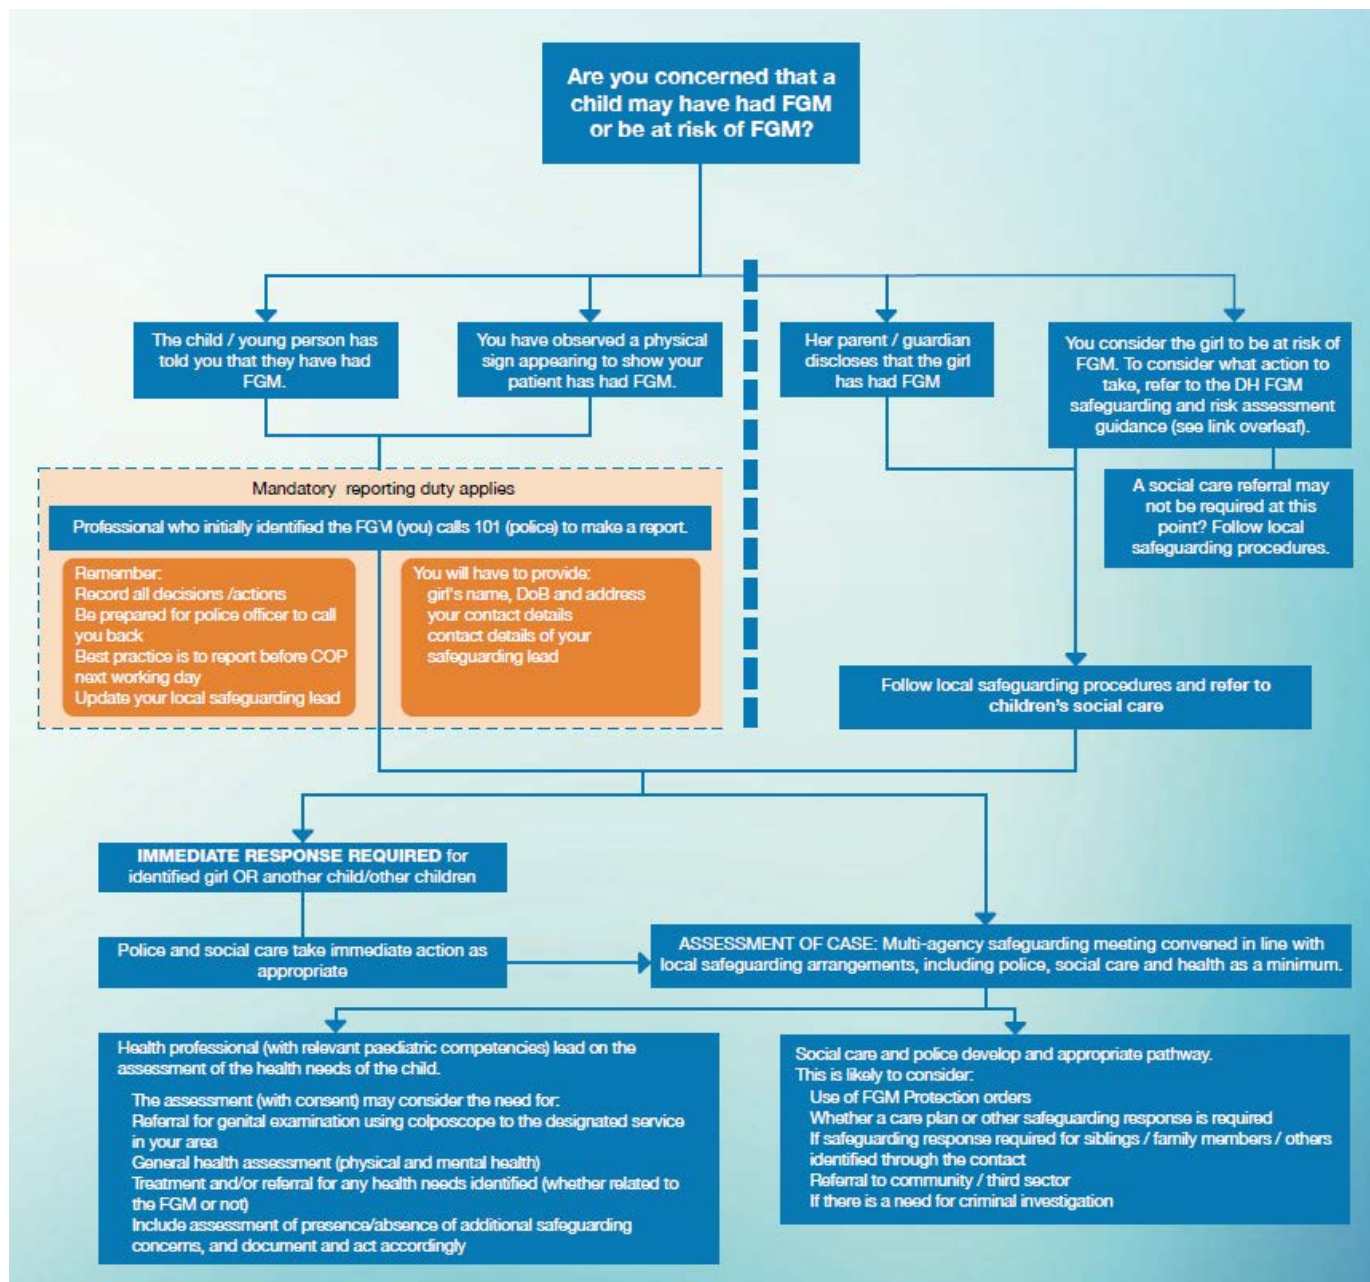 Are you concerned that a
child may have had FGM
or be at risk of FGM?
The child / young person has
told you that they have had
FGM.
You have observed a physical
sign appearing to show your
patient has had FGM.
Her parent / guardian
discloses that the girl
has had FGM
You consider the girl to be at risk of
FGM. To consider what action to
take, refer to the DH FGM
safeguarding and risk assessment
guidance (see link overleaf).
A social care referral may
not be required at this
point? Follow local
safeguarding procedures.
Mandatory reporting duty applies
Professional who initially identified the FGM (you) calls 101 (police) to make a report.
Remember:
Record all decisions /actions
Be prepared for police officer to call
you back
Best practice is to report before COP
next working day
Update your local safeguarding lead
You will have to provide:
girl's name, DoB and address
your contact details
contact details of your
safeguarding lead
Follow local safeguarding procedures and refer to
children's social care
IMMEDIATE RESPONSE REQUIRED for
identified girl OR another child/other children
Police and social care take immediate action as
appropriate
ASSESSMENT OF CASE: Multi-agency safeguarding meeting convened in line with
local safeguarding arrangements, including police, social care and health as a minimum.
Health professional (with relevant paediatric competencies) lead on the
assessment of the health needs of the child.
The assessment (with consent) may consider the need for:
Referral for genital examination using colposcope to the designated service
in your area
General health assessment (physical and mental health)
Treatment and/or referral for any health needs identified (whether related to
the FGM or not)
Include assessment of presence/absence of additional safeguarding
concerns, and document and act accordingly
Social care and police develop and appropriate pathway.
This is likely to consider:
Use of FGM Protection orders
Whether a care plan or other safeguarding response is required
If safeguarding response required for siblings / family members / others
identified through the contact
Referral to community / third sector
If there is a need for criminal investigation